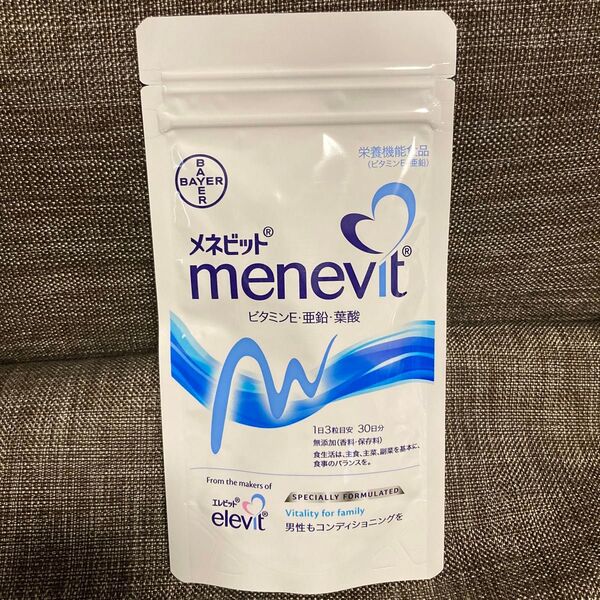 栄養機能食品
(ビタミンE・亜鉛)
BAYER
BAYER
メネビット®
menevit®
ビタミンE・亜鉛・葉酸
1日3粒目安 30日分
無添加(香料・保存料)
食生活は、主食、主菜、副菜を基本に、
食事のバランスを。
From the makers of
エレビット®
elevit®
SPECIALLY FORMULATED
Vitality for family
男性もコンディショニングを